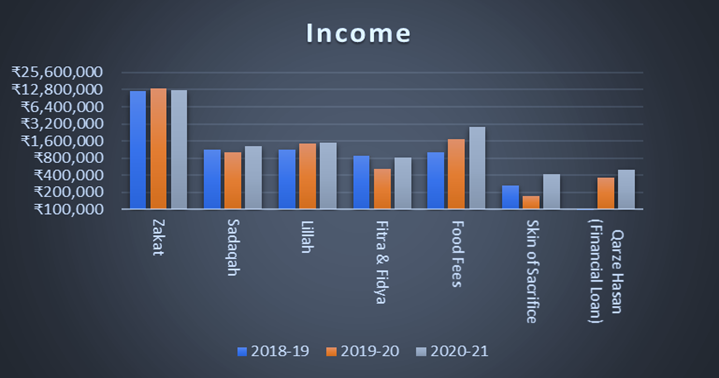 Income
₹25,600,000
₹12,800,000
₹6,400,000
₹3,200,000
₹1,600,000
₹800,000
₹400,000
₹200,000
₹100,000
Zakat
Sadaqah
Lillah
Fitra & Fidya
Food Fees
Skin of Sacrifice
Qarze Hasan
(Financial Loan)
2018-19
2019-20
2020-21